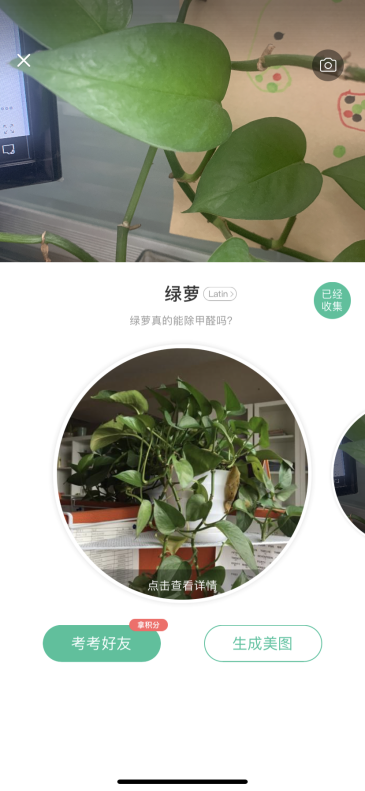 绿萝
Latin
已经
收集
绿萝真的能除甲醛吗?
点击查看详情
拿积分
考考好友
生成美图